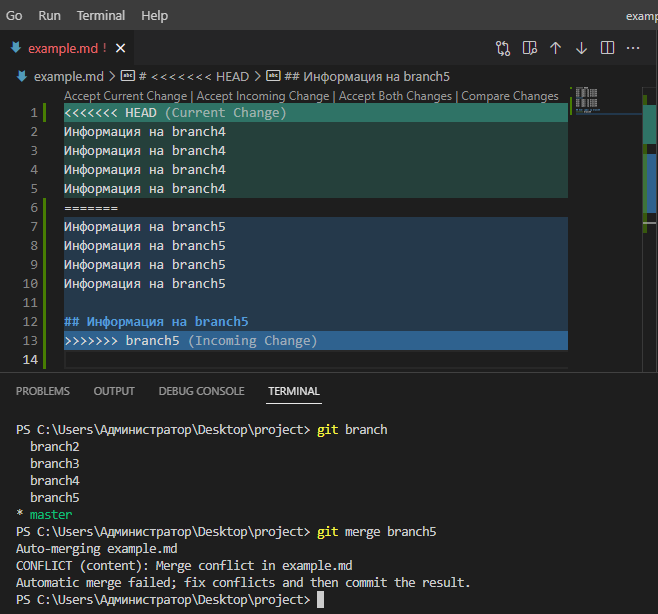 Go Run Terminal Help examp
example.md ! ×
example.md > # <<<<<<< HEAD > ## Информация на branch5
Accept Current Change | Accept Incoming Change | Accept Both Changes | Compare Changes
1 <<<<<<< HEAD (Current Change)
2 Информация на branch4
3 Информация на branch4
4 Информация на branch4
5 Информация на branch4
6 =======
7 Информация на branch5
8 Информация на branch5
9 Информация на branch5
10 Информация на branch5
11
12 ## Информация на branch5
13 >>>>>>> branch5 (Incoming Change)
14
PROBLEMS OUTPUT DEBUG CONSOLE TERMINAL
PS C:\Users\Администратор\Desktop\project> git branch
branch2
branch3
branch4
branch5
* master
PS C:\Users\Администратор\Desktop\project> git merge branch5
Auto-merging example.md
CONFLICT (content): Merge conflict in example.md
Automatic merge failed; fix conflicts and then commit the result.
PS C:\Users\Администратор\Desktop\project>